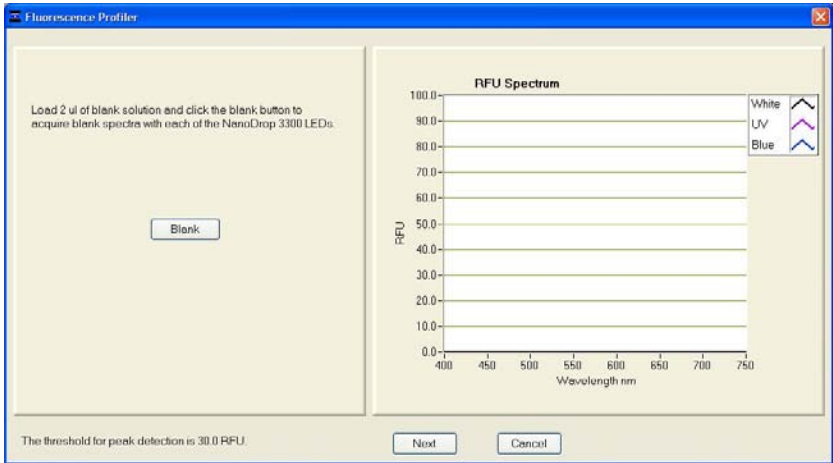 Fluorescence Profiler
Load 2 ul of blank solution and click the blank button to
acquire blank spectra with each of the NanoDrop 3300 LEDs.
Blank
RFU Spectrum
White
UV
Blue
100.0
90.0
80.0
70.0
60.0
50.0
40.0
30.0
20.0
10.0
0.0
RFU
400 450 500 550 600 650 700 750
Wavelength nm
The threshold for peak detection is 30.0 RFU.
Next
Cancel